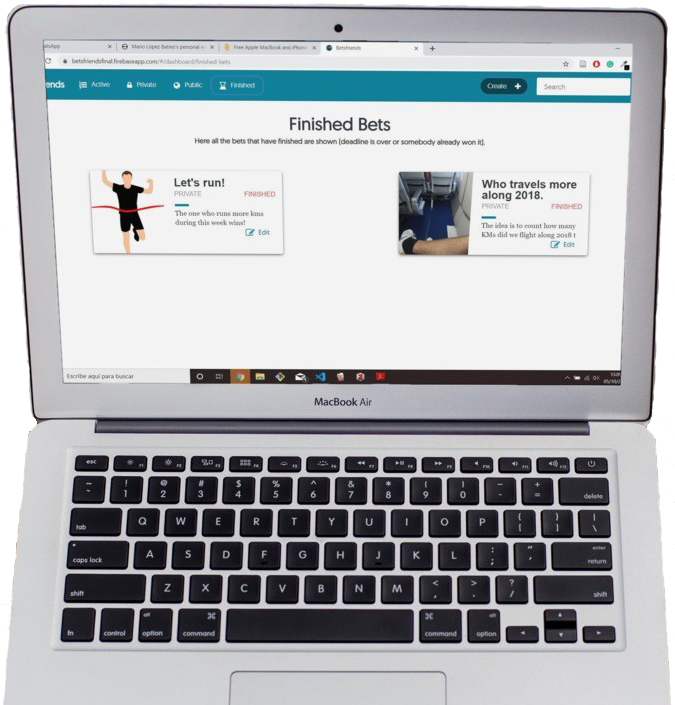 atsApp
Mario López Batres's personal w
Free Apple MacBook and iPhone
Betsfriends
betsfriendsfinal.firebaseapp.com/#/dashboard/finished-bets
ends
Active
Private
Public
Finished
Create +
Search
Finished Bets
Here all the bets that have finished are shown (deadline is over or somebody already won it).
Let's run!
PRIVATE FINISHED
The one who runs more kms
during this week wins!
Edit
Who travels more
along 2018.
PRIVATE FINISHED
The idea is to count how many
KMs did we flight along 2018 t
Edit
Escribe aquí para buscar
MacBook Air
esc F1 F2 F3 F4 F5 F6 F7 F8 F9 F10 F11 F12
~ ! @ # $ % ^ & * ( ) _ +
` 1 2 3 4 5 6 7 8 9 0 - = delete
tab Q W E R T Y U I O P { [ } ] | \
caps lock A S D F G H J K L : ; " ' enter return
shift Z X C V B N M < , > . ? / shift
fn control alt option ⌘ command ⌘ command alt option